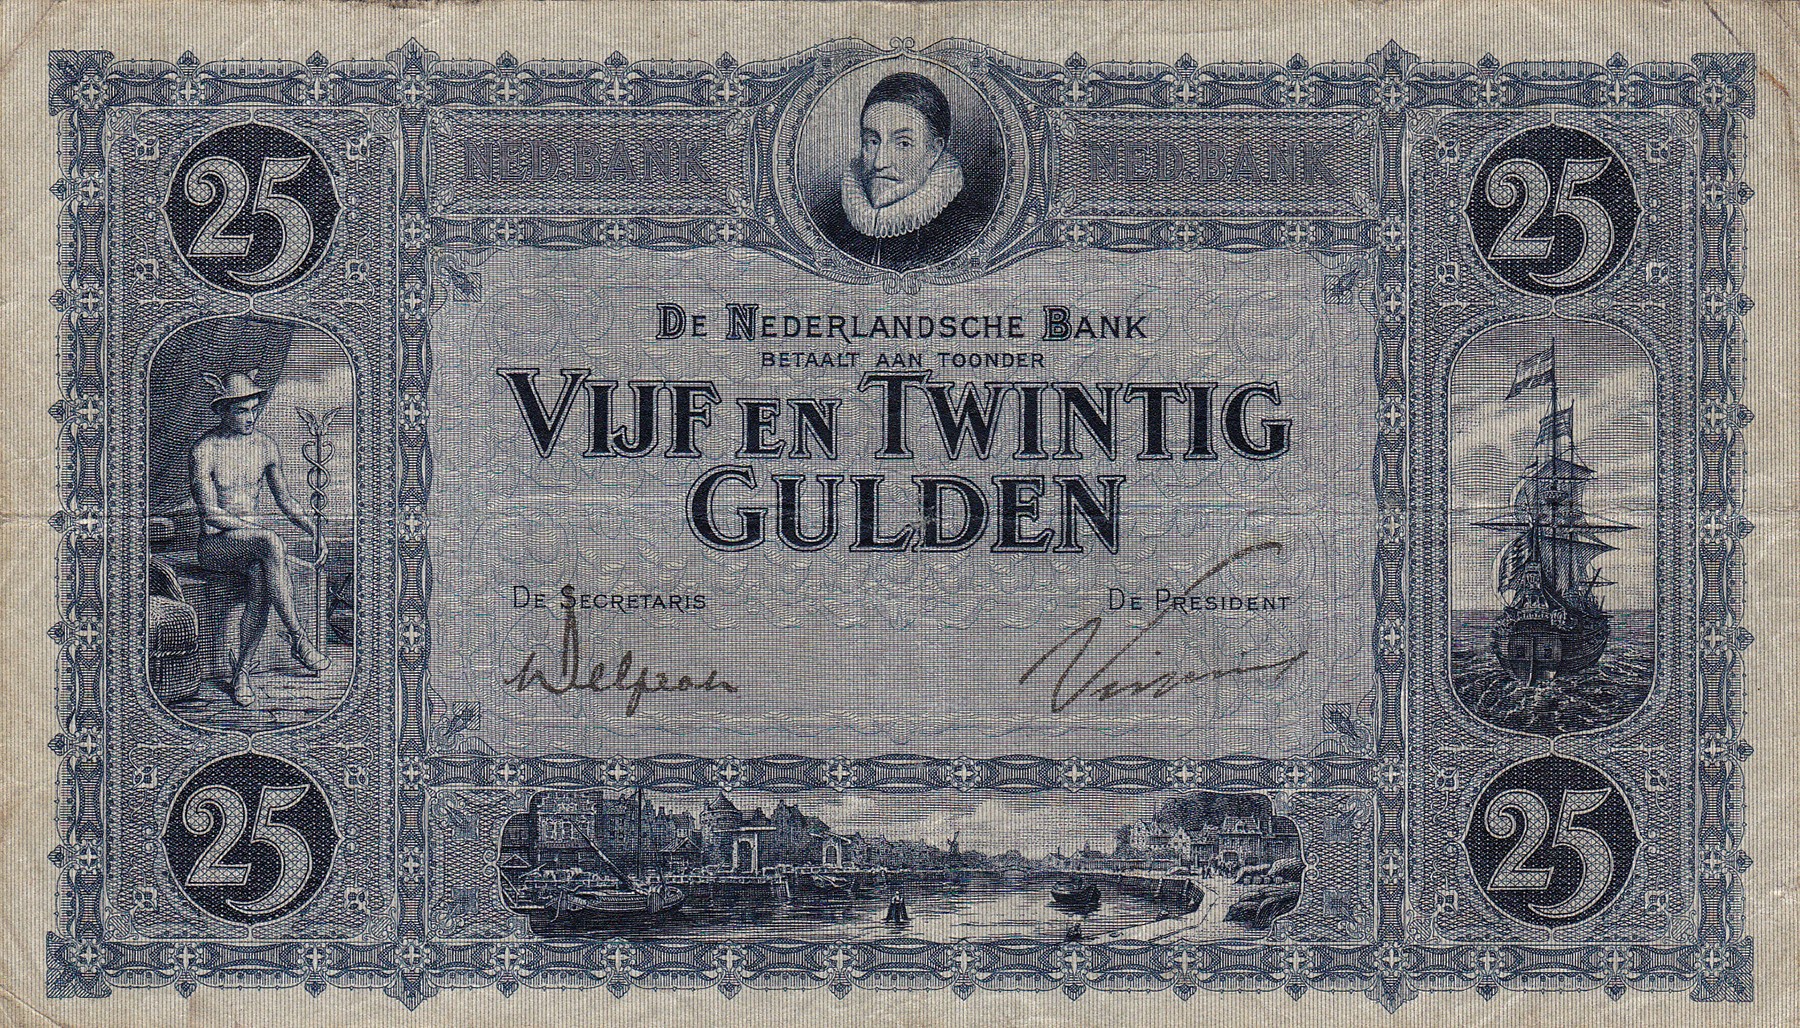 25
NED.BANK
NED.BANK
25
DE NEDERLANDSCHE BANK
BETAALT AAN TOONDER
VIJF EN TWINTIG
GULDEN
DE SECRETARIS
DE PRESIDENT
25
25